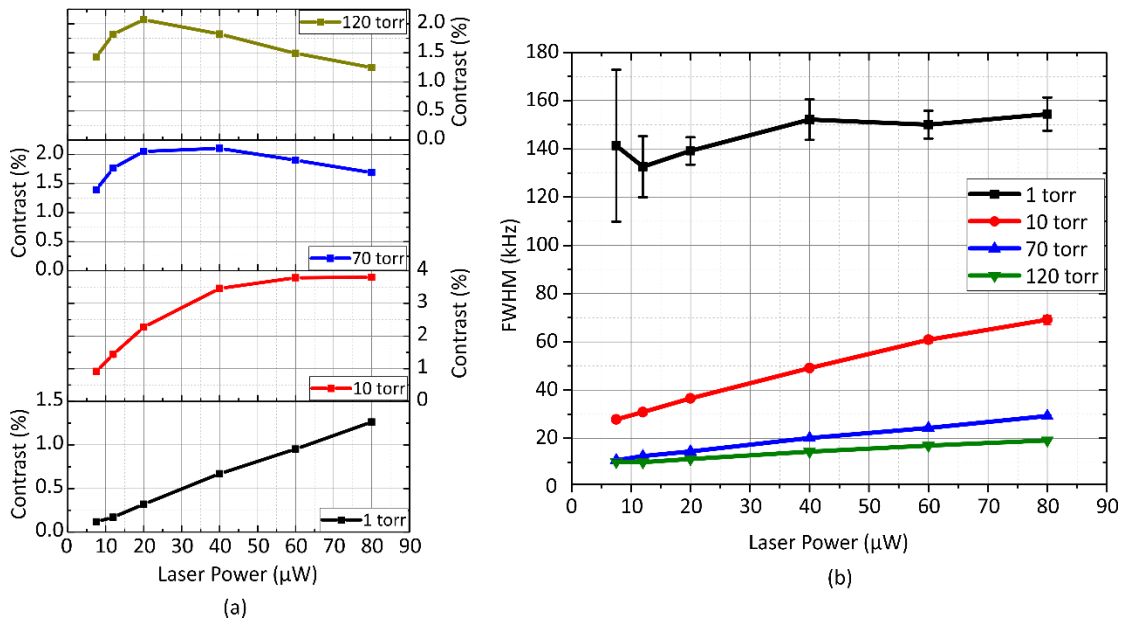 120 torr
2.0
1.5
1.0
0.5
0.0
Contrast (%)
2.0
1.5
1.0
0.5
0.0
Contrast (%)
70 torr
4
3
2
1
0
Contrast (%)
10 torr
1.5
1.0
0.5
0.0
Contrast (%)
1 torr
0 10 20 30 40 50 60 70 80 90
Laser Power (µW)
(a)
180
160
140
120
100
80
60
40
20
0
FWHM (kHz)
1 torr
10 torr
70 torr
120 torr
0 10 20 30 40 50 60 70 80 90
Laser Power (µW)
(b)